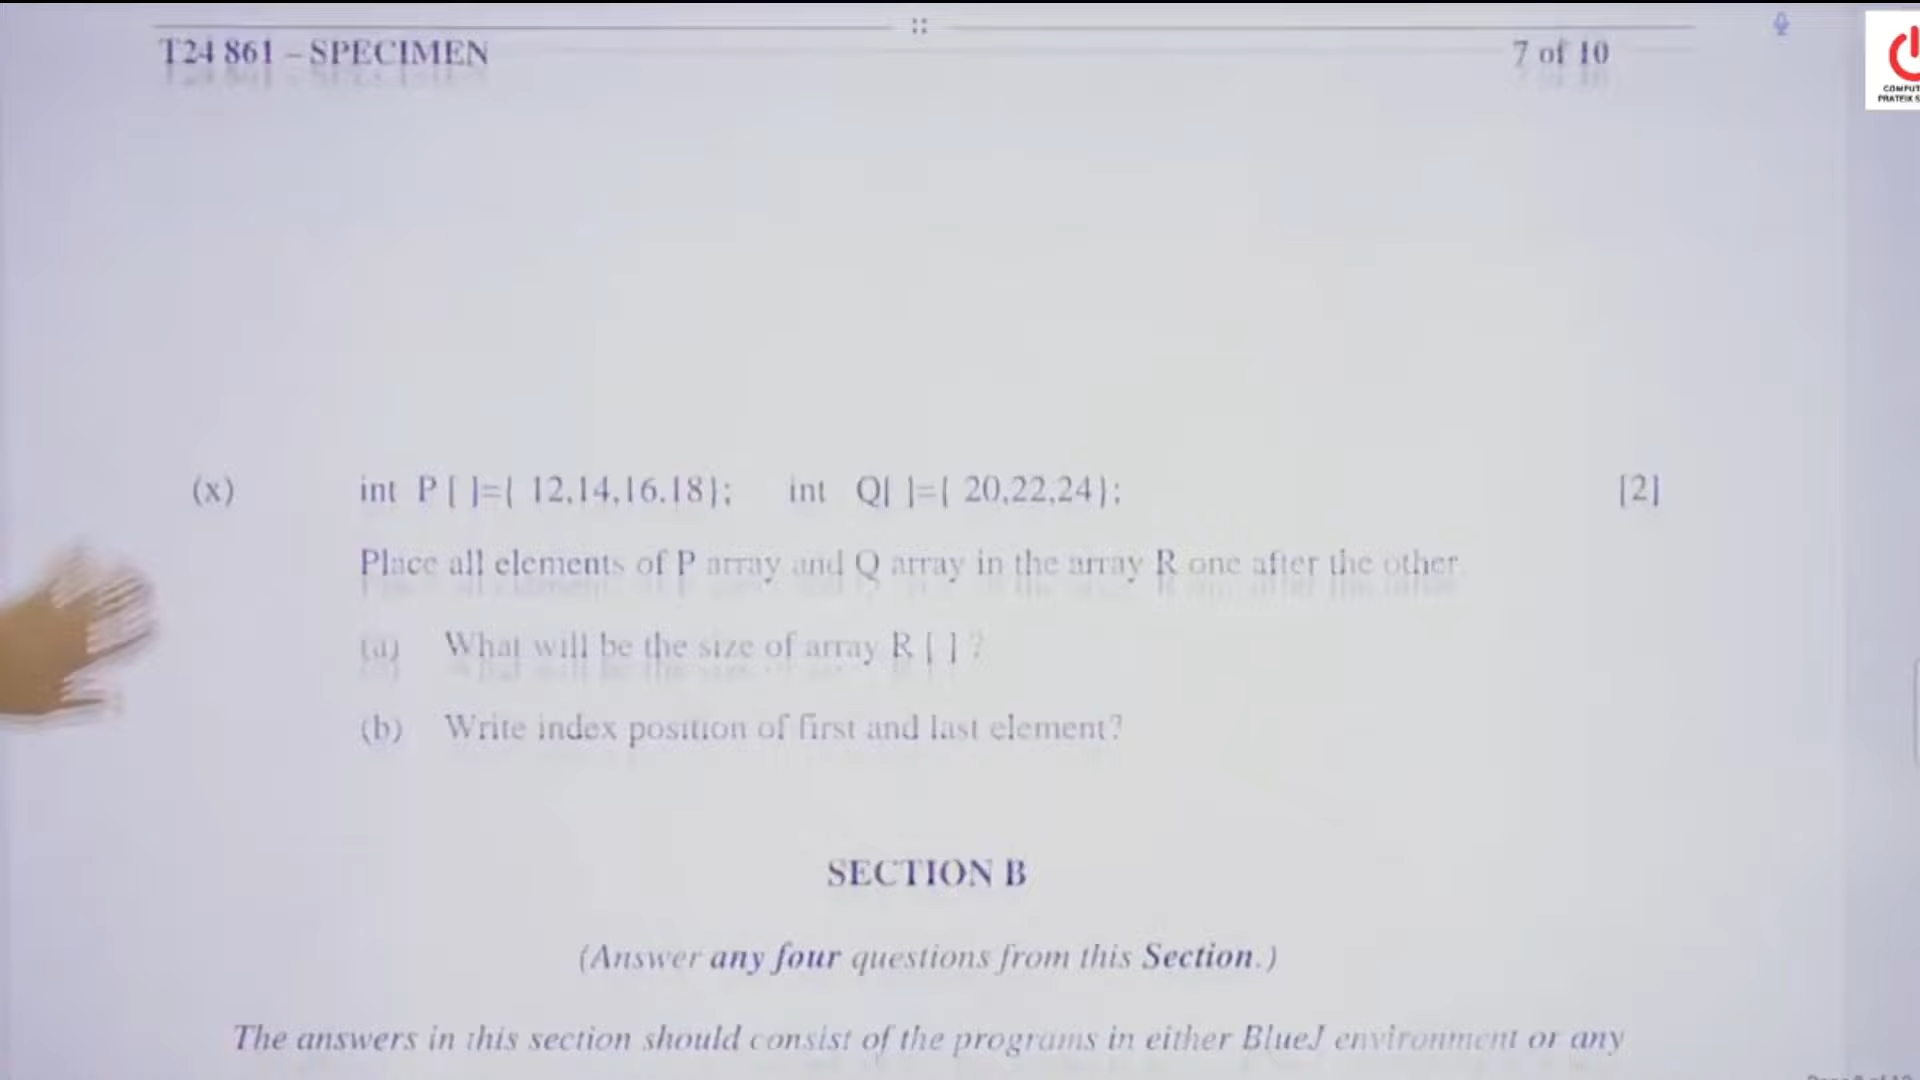 T24 861 – SPECIMEN
7 of 10
(x) int P [ ]={ 12,14,16,18}; int Q[ ]={ 20,22,24}; [2]
Place all elements of P array and Q array in the array R one after the other.
(a) What will be the size of array R [ ] ?
(b) Write index position of first and last element?
SECTION B
(Answer any four questions from this Section.)
The answers in this section should consist of the programs in either BlueJ environment or any